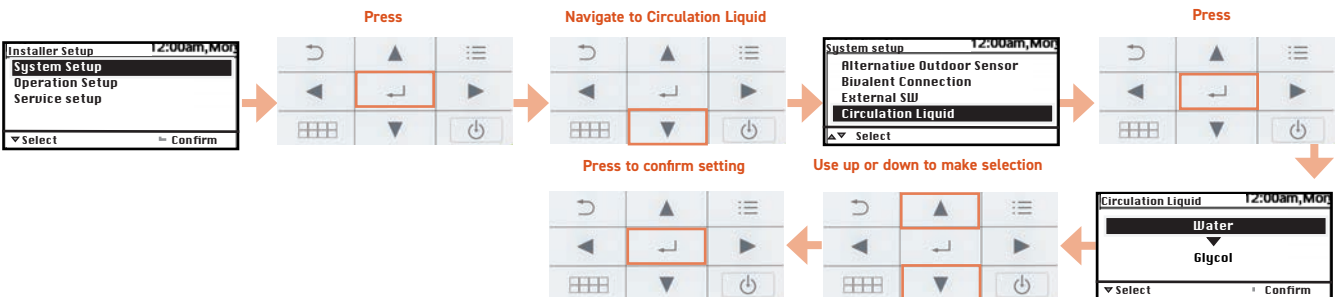 Press
Navigate to Circulation Liquid
Press
Installer Setup 12:00am, Mon
System Setup
Operation Setup
Service setup
▼ Select Confirm
System setup 12:00am, Mon
Alternative Outdoor Sensor
Bivalent Connection
External SW
Circulation Liquid
▲▼ Select
Press to confirm setting
Use up or down to make selection
Circulation Liquid 12:00am, Mon
Water
Glycol
▼ Select Confirm